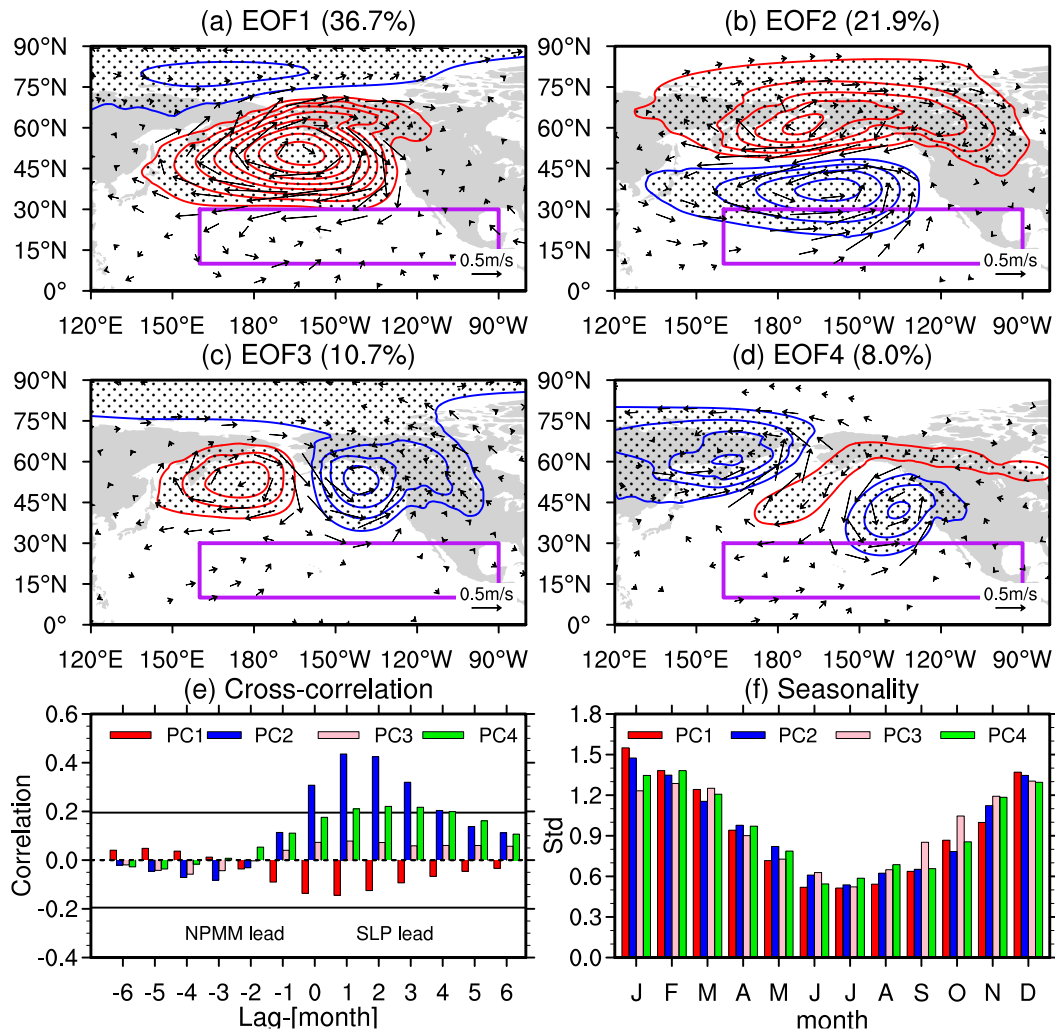 (a) EOF1 (36.7%)
(b) EOF2 (21.9%)
90°N
75°N
60°N
45°N
30°N
15°N
0°
0.5m/s
120°E 150°E 180° 150°W 120°W 90°W
90°N
75°N
60°N
45°N
30°N
15°N
0°
0.5m/s
120°E 150°E 180° 150°W 120°W 90°W
(c) EOF3 (10.7%)
(d) EOF4 (8.0%)
90°N
75°N
60°N
45°N
30°N
15°N
0°
0.5m/s
120°E 150°E 180° 150°W 120°W 90°W
90°N
75°N
60°N
45°N
30°N
15°N
0°
0.5m/s
120°E 150°E 180° 150°W 120°W 90°W
(e) Cross-correlation
PC1 PC2 PC3 PC4
Correlation
0.6
0.4
0.2
0.0
-0.2
-0.4
NPMM lead SLP lead
-6 -5 -4 -3 -2 -1 0 1 2 3 4 5 6
Lag-[month]
(f) Seasonality
PC1 PC2 PC3 PC4
Std
1.8
1.5
1.2
0.9
0.6
0.3
0.0
J F M A M J J A S O N D
month